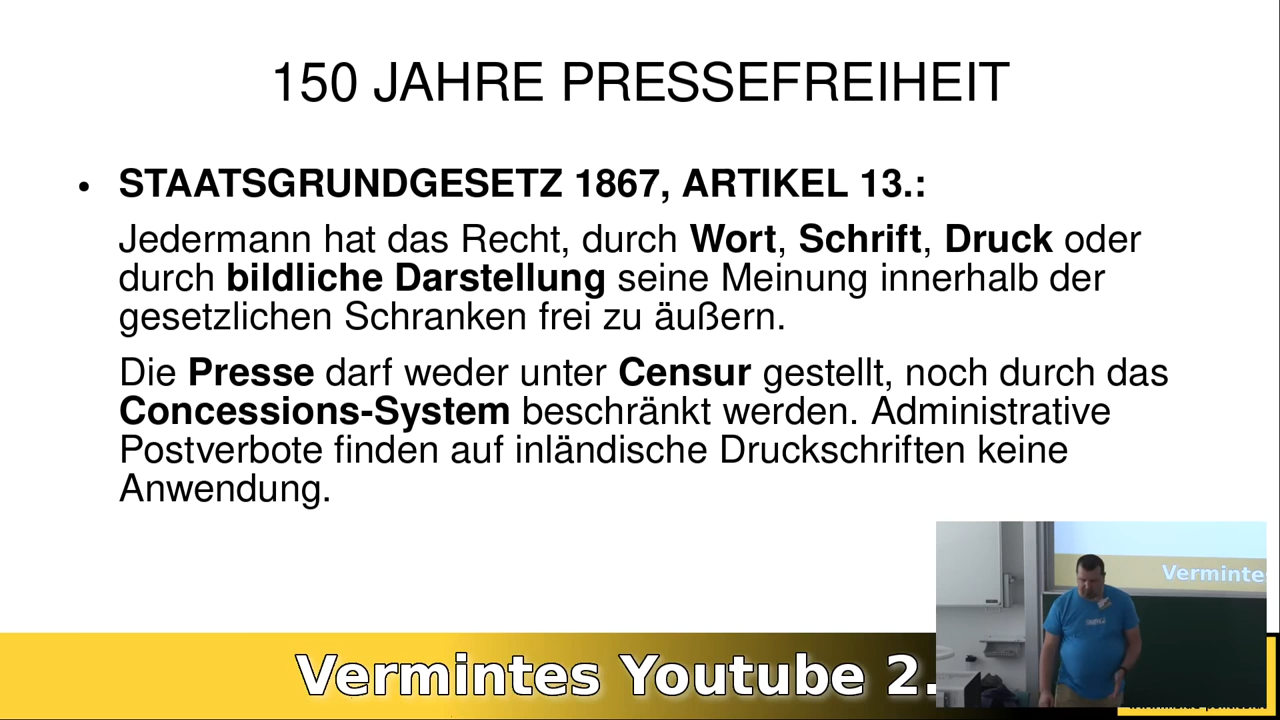 150 JAHRE PRESSEFREIHEIT
• STAATSGRUNDGESETZ 1867, ARTIKEL 13.:
Jedermann hat das Recht, durch Wort, Schrift, Druck oder
durch bildliche Darstellung seine Meinung innerhalb der
gesetzlichen Schranken frei zu äußern.
Die Presse darf weder unter Censur gestellt, noch durch das
Concessions-System beschränkt werden. Administrative
Postverbote finden auf inländische Druckschriften keine
Anwendung.
Vermintes Youtube 2.
Vermintes